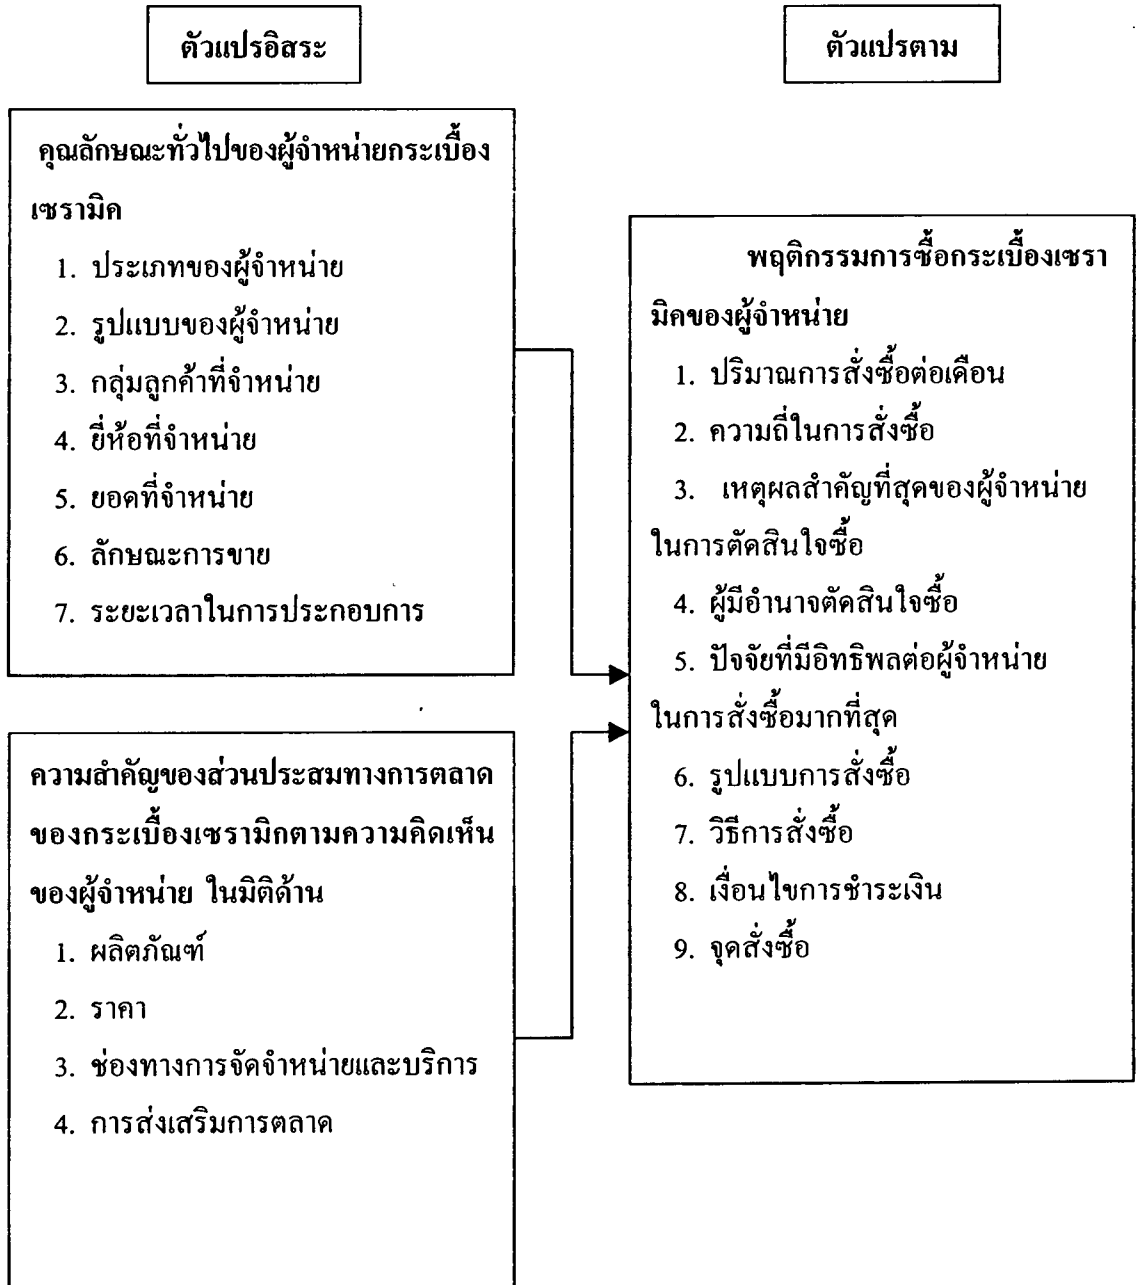 ตัวแปรอิสระ
ตัวแปรตาม
คุณลักษณะทั่วไปของผู้จำหน่ายกระเบื้อง
เซรามิค
1. ประเภทของผู้จำหน่าย
2. รูปแบบของผู้จำหน่าย
3. กลุ่มลูกค้าที่จำหน่าย
4. ยี่ห้อที่จำหน่าย
5. ยอดที่จำหน่าย
6. ลักษณะการขาย
7. ระยะเวลาในการประกอบการ
ความสำคัญของส่วนประสมทางการตลาด
ของกระเบื้องเซรามิกตามความคิดเห็น
ของผู้จำหน่าย ในมิติด้าน
1. ผลิตภัณฑ์
2. ราคา
3. ช่องทางการจัดจำหน่ายและบริการ
4. การส่งเสริมการตลาด
พฤติกรรมการซื้อกระเบื้องเซรา
มิคของผู้จำหน่าย
1. ปริมาณการสั่งซื้อต่อเดือน
2. ความถี่ในการสั่งซื้อ
3. เหตุผลสำคัญที่สุดของผู้จำหน่าย
ในการตัดสินใจซื้อ
4. ผู้มีอำนาจตัดสินใจซื้อ
5. ปัจจัยที่มีอิทธิพลต่อผู้จำหน่าย
ในการสั่งซื้อมากที่สุด
6. รูปแบบการสั่งซื้อ
7. วิธีการสั่งซื้อ
8. เงื่อนไขการชำระเงิน
9. จุดสั่งซื้อ